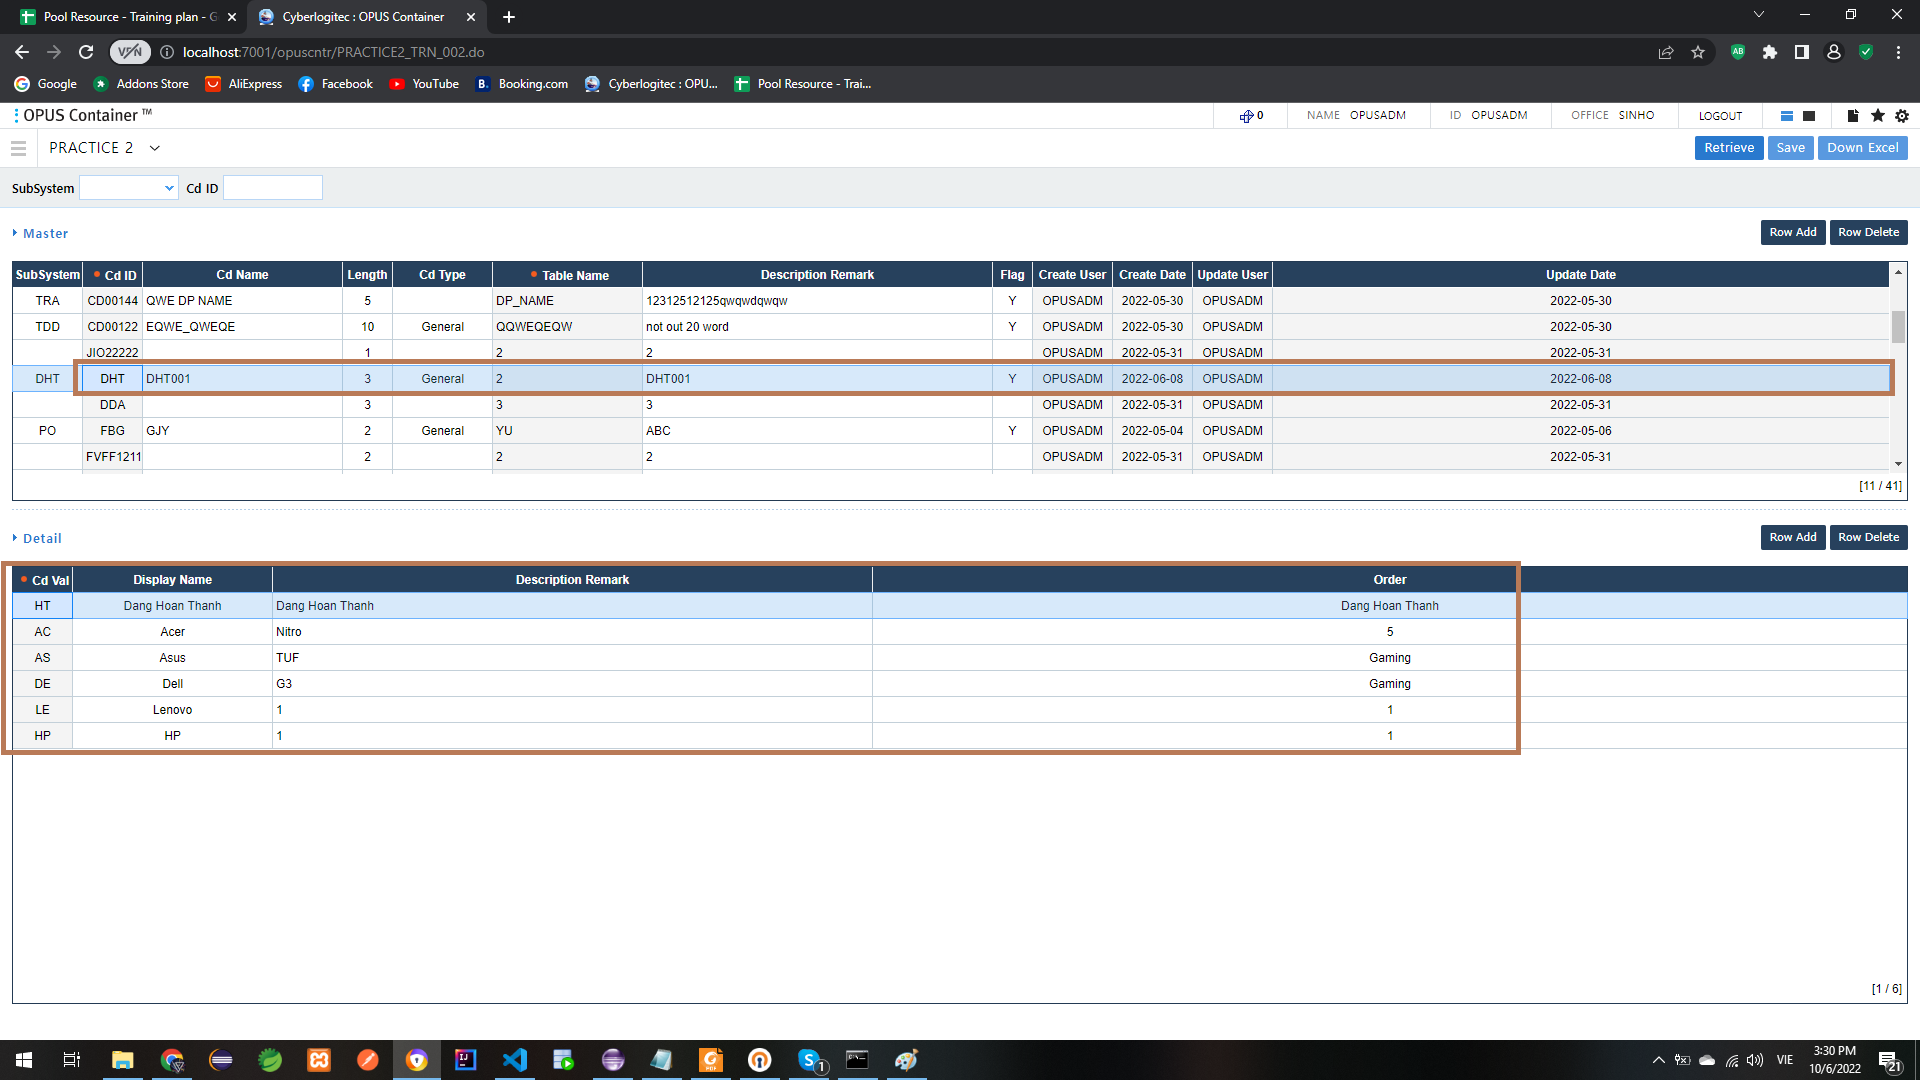 Pool Resource - Training plan - G
Cyberlogitec : OPUS Container
VPN
localhost:7001/opuscntr/PRACTICE2_TRN_002.do
Google Addons Store AliExpress Facebook YouTube Booking.com Cyberlogitec : OPU... Pool Resource - Trai...
OPUS Container ™ 0 NAME OPUSADM ID OPUSADM OFFICE SINHO LOGOUT
PRACTICE 2 Retrieve Save Down Excel
SubSystem Cd ID
Master Row Add Row Delete
SubSystem Cd ID Cd Name Length Cd Type Table Name Description Remark Flag Create User Create Date Update User Update Date
TRA CD00144 QWE DP NAME 5 DP_NAME 12312512125qwqwdqwqw Y OPUSADM 2022-05-30 OPUSADM 2022-05-30
TDD CD00122 EQWE_QWEQE 10 General QQWEQEQW not out 20 word Y OPUSADM 2022-05-30 OPUSADM 2022-05-30
JIO22222 1 2 2 OPUSADM 2022-05-31 OPUSADM 2022-05-31
DHT DHT DHT001 3 General 2 DHT001 Y OPUSADM 2022-06-08 OPUSADM 2022-06-08
DDA 3 3 3 OPUSADM 2022-05-31 OPUSADM 2022-05-31
PO FBG GJY 2 General YU ABC Y OPUSADM 2022-05-04 OPUSADM 2022-05-06
FVFF1211 2 2 2 OPUSADM 2022-05-31 OPUSADM 2022-05-31
[11 / 41]
Detail Row Add Row Delete
Cd Val Display Name Description Remark Order
HT Dang Hoan Thanh Dang Hoan Thanh Dang Hoan Thanh
AC Acer Nitro 5
AS Asus TUF Gaming
DE Dell G3 Gaming
LE Lenovo 1 1
HP HP 1 1
[1 / 6]
VIE 3:30 PM
10/6/2022
21